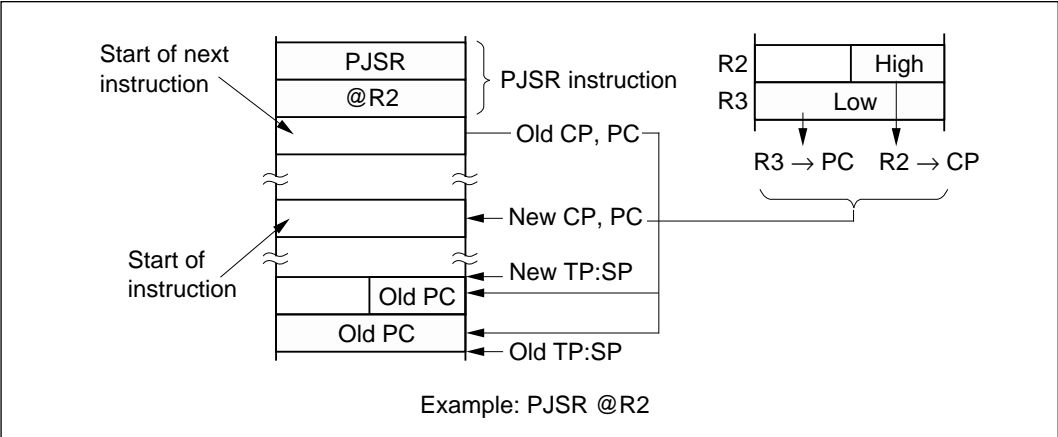 Start of next
instruction
PJSR
@R2
PJSR instruction
Old CP, PC
New CP, PC
Start of
instruction
New TP:SP
Old PC
Old PC
Old TP:SP
R2
High
R3
Low
R3 → PC
R2 → CP
Example: PJSR @R2